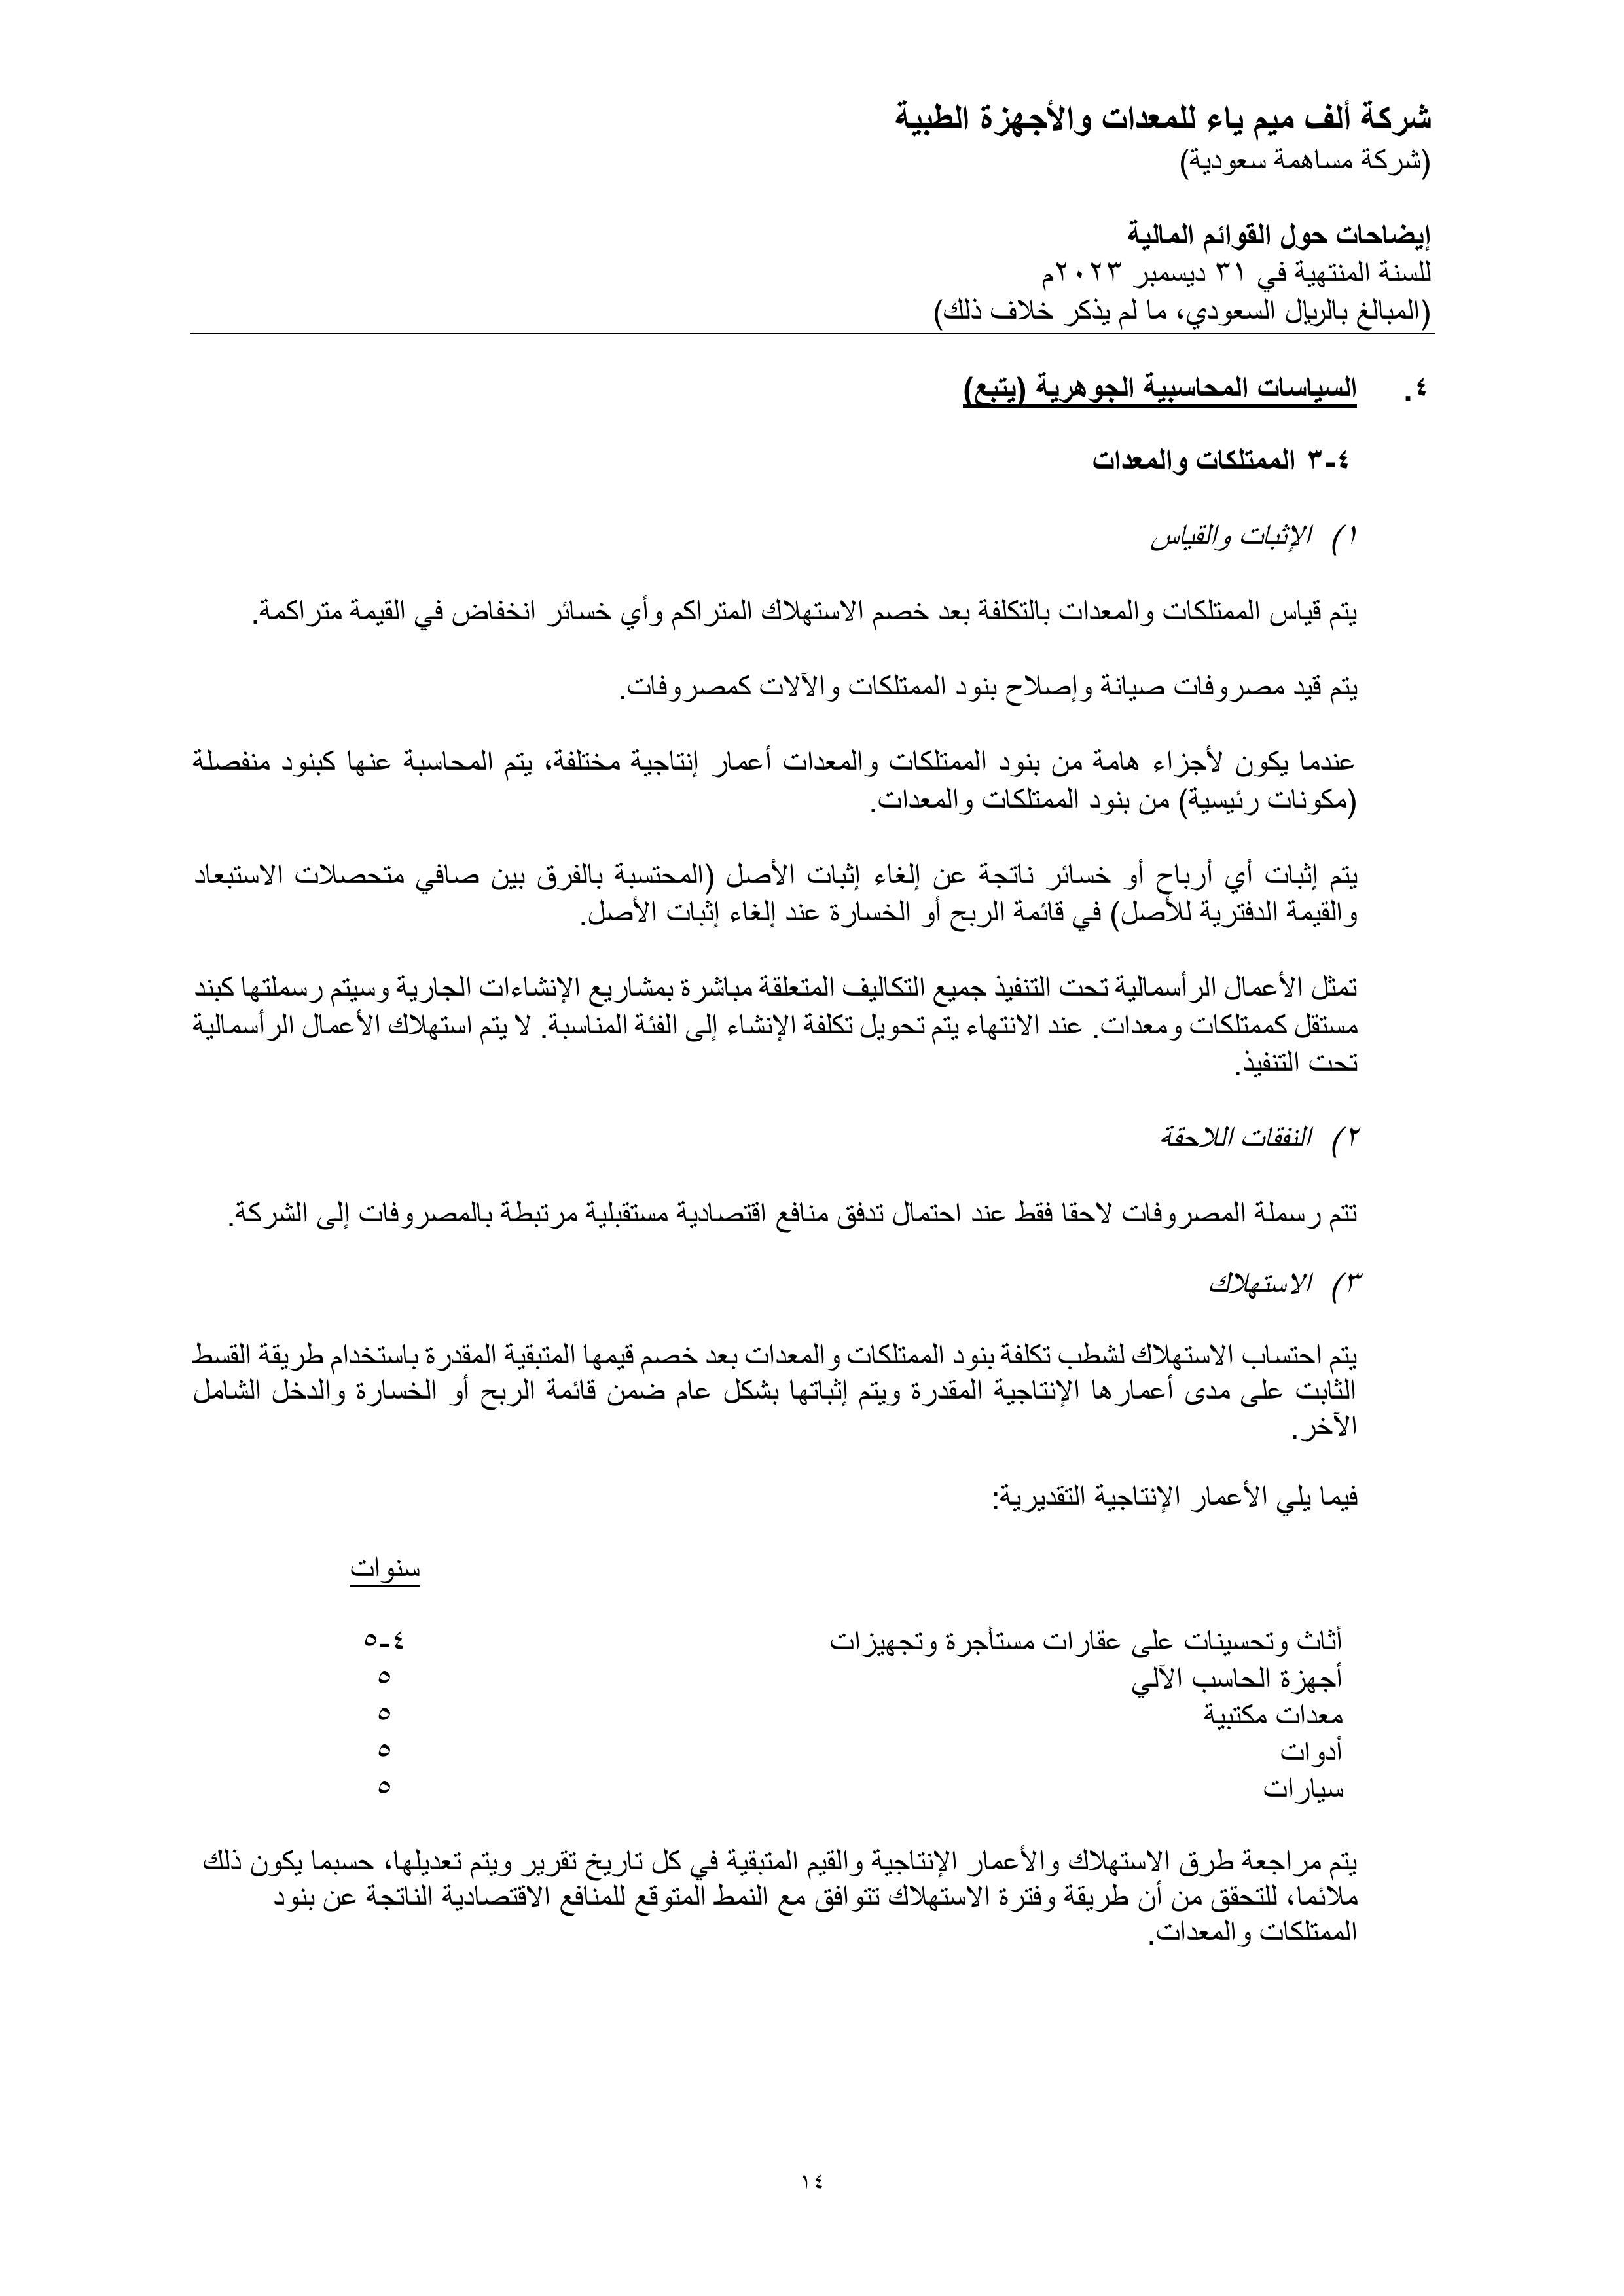 شركة ألف ميم ياء للمعدات والأجهزة الطبية
(شركة مساهمة سعودية)
إيضاحات حول القوائم المالية
للسنة المنتهية في ٣١ ديسمبر ٢٠٢٣م
(المبالغ بالريال السعودي، ما لم يذكر خلاف ذلك)
٤. السياسات المحاسبية الجوهرية (يتبع)
٤-٣ الممتلكات والمعدات
١) الإثبات والقياس
يتم قياس الممتلكات والمعدات بالتكلفة بعد خصم الاستهلاك المتراكم وأي خسائر انخفاض في القيمة متراكمة.
يتم قيد مصروفات صيانة وإصلاح بنود الممتلكات والآلات كمصروفات.
عندما يكون لأجزاء هامة من بنود الممتلكات والمعدات أعمار إنتاجية مختلفة، يتم المحاسبة عنها كبنود منفصلة
(مكونات رئيسية) من بنود الممتلكات والمعدات.
يتم إثبات أي أرباح أو خسائر ناتجة عن إلغاء إثبات الأصل (المحتسبة بالفرق بين صافي متحصلات الاستبعاد
والقيمة الدفترية للأصل) في قائمة الربح أو الخسارة عند إلغاء إثبات الأصل.
تمثل الأعمال الرأسمالية تحت التنفيذ جميع التكاليف المتعلقة مباشرة بمشاريع الإنشاءات الجارية وسيتم رسملتها كبند
مستقل كممتلكات ومعدات. عند الانتهاء يتم تحويل تكلفة الإنشاء إلى الفئة المناسبة. لا يتم استهلاك الأعمال الرأسمالية
تحت التنفيذ.
٢) النفقات اللاحقة
تتم رسملة المصروفات لاحقا فقط عند احتمال تدفق منافع اقتصادية مستقبلية مرتبطة بالمصروفات إلى الشركة.
٣) الاستهلاك
يتم احتساب الاستهلاك لشطب تكلفة بنود الممتلكات والمعدات بعد خصم قيمها المتبقية المقدرة باستخدام طريقة القسط
الثابت على مدى أعمارها الإنتاجية المقدرة ويتم إثباتها بشكل عام ضمن قائمة الربح أو الخسارة والدخل الشامل
الآخر.
فيما يلي الأعمار الإنتاجية التقديرية:
سنوات
أثاث وتحسينات على عقارات مستأجرة وتجهيزات ٤-٥
أجهزة الحاسب الآلي ٥
معدات مكتبية ٥
أدوات ٥
سيارات ٥
يتم مراجعة طرق الاستهلاك والأعمار الإنتاجية والقيم المتبقية في كل تاريخ تقرير ويتم تعديلها، حسبما يكون ذلك
ملائما، للتحقق من أن طريقة وفترة الاستهلاك تتوافق مع النمط المتوقع للمنافع الاقتصادية الناتجة عن بنود
الممتلكات والمعدات.
١٤